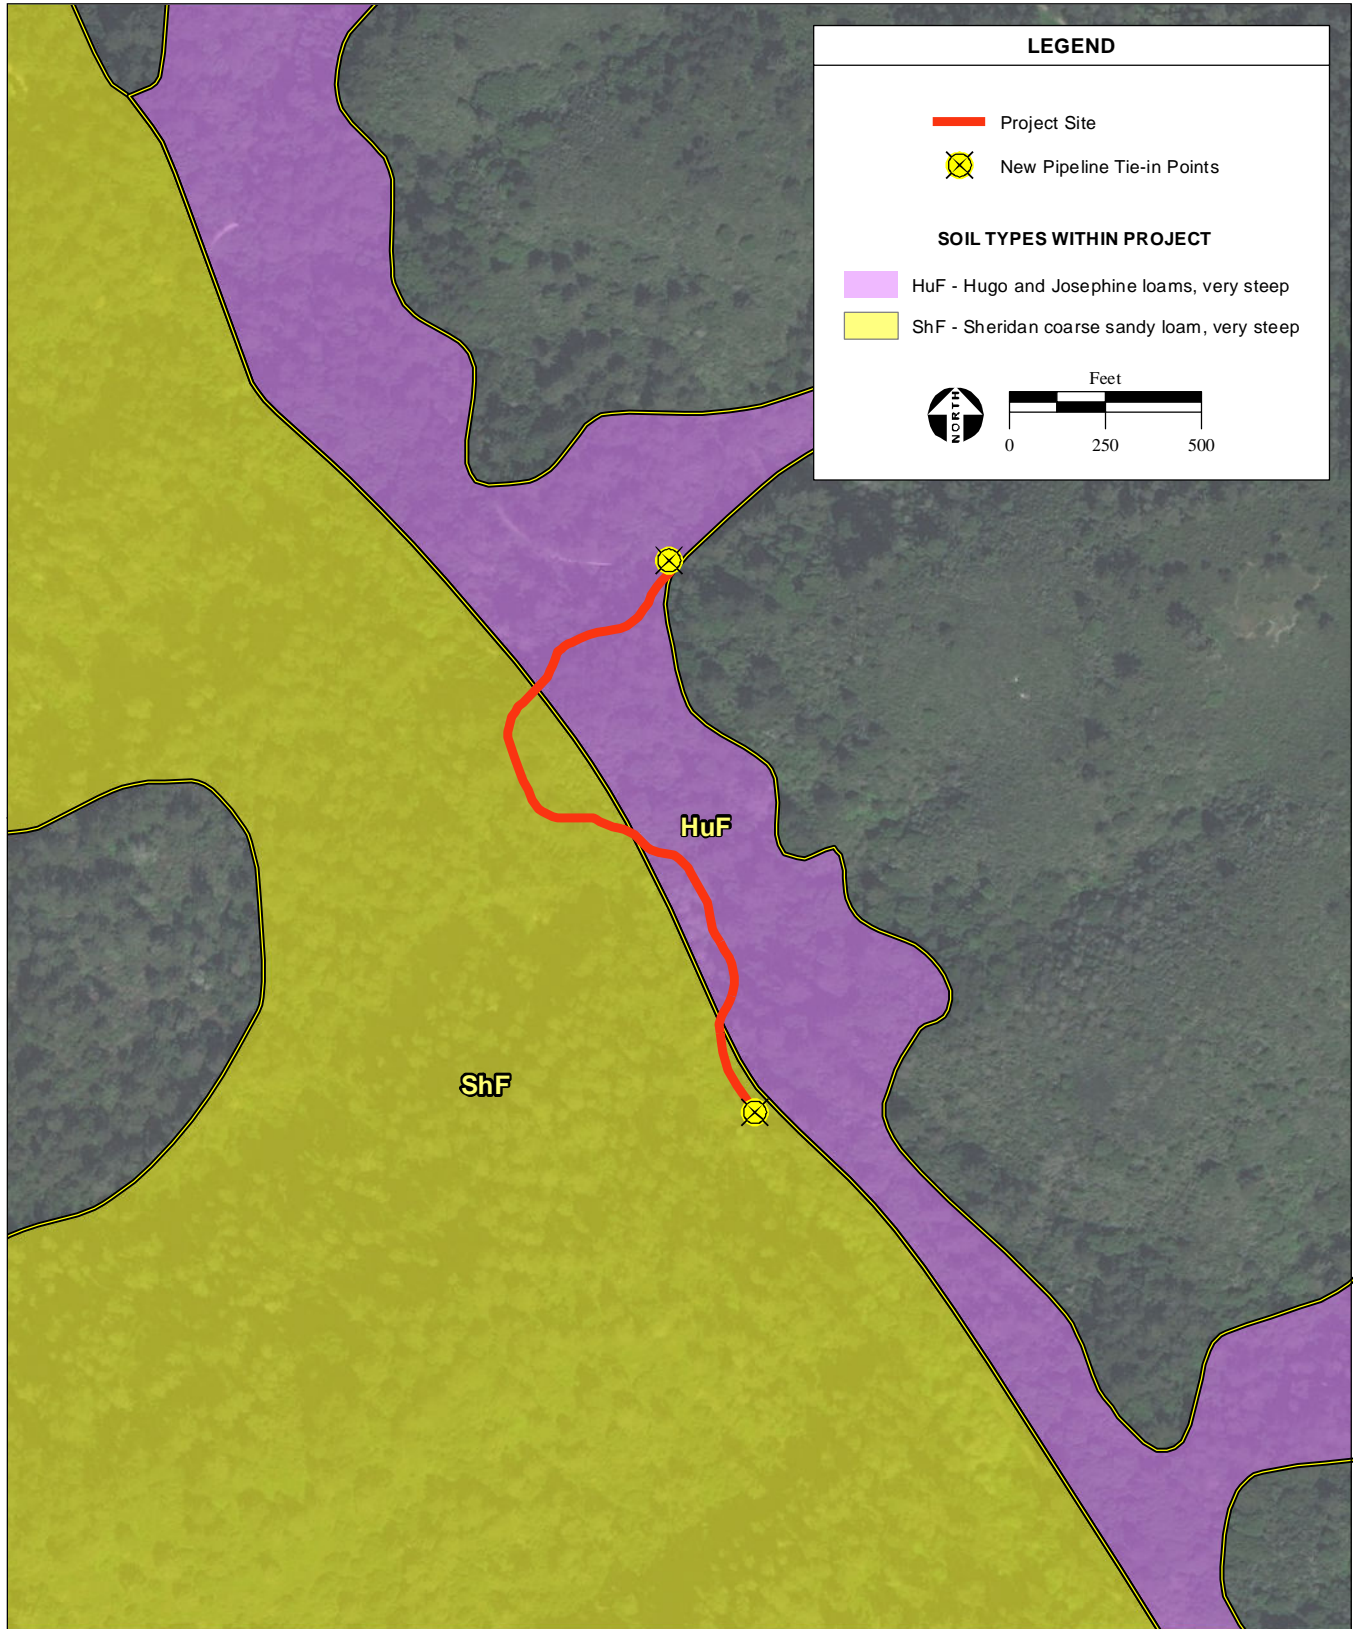 LEGEND
Project Site
New Pipeline Tie-in Points
SOIL TYPES WITHIN PROJECT
HuF - Hugo and Josephine loams, very steep
ShF - Sheridan coarse sandy loam, very steep
NORTH
Feet
0 250 500
HuF
ShF